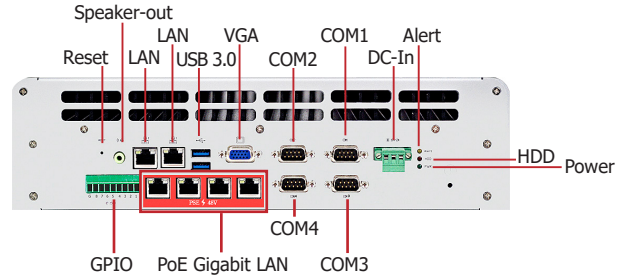 Speaker-out
LAN VGA COM1 Alert
Reset LAN USB 3.0 COM2 DC-In
HDD
Power
PSE 48V
COM4
GPIO PoE Gigabit LAN COM3